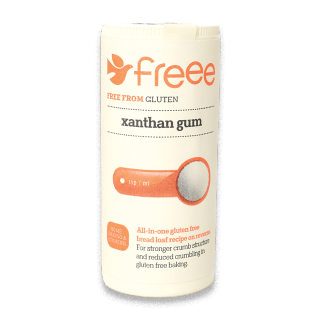 freee
FREE FROM GLUTEN
xanthan gum
All-in-one gluten free
bread loaf recipe on reverse
For stronger crumb structure
and reduced crumbling in
gluten free baking